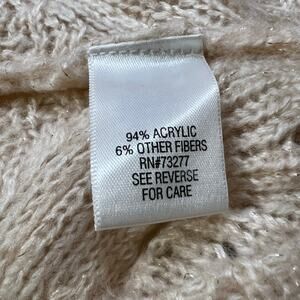 94% ACRYLIC
6% OTHER FIBERS
RN#73277
SEE REVERSE
FOR CARE